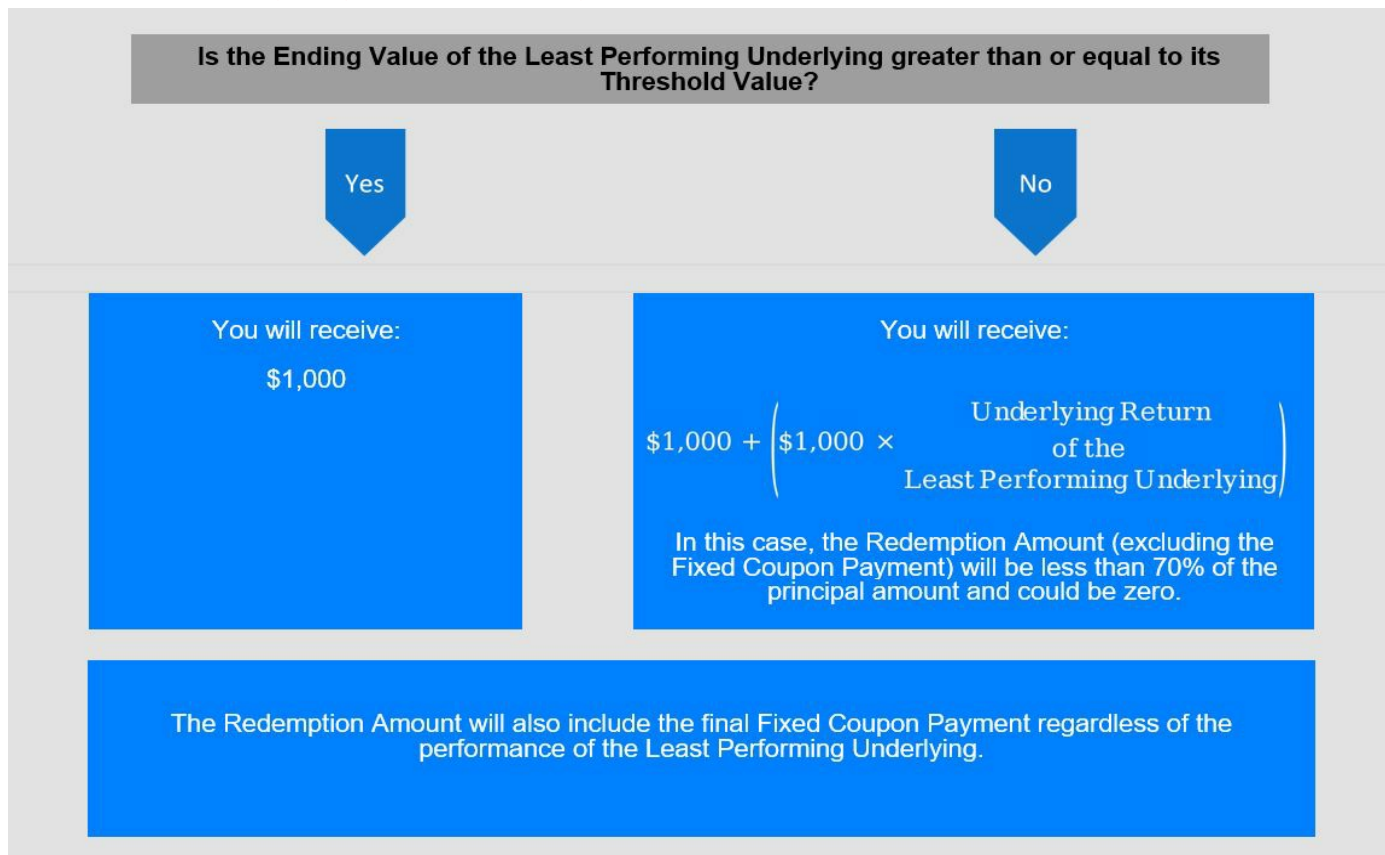 Is the Ending Value of the Least Performing Underlying greater than or equal to its
Threshold Value?
Yes
No
You will receive:
$1,000
You will receive:
$1,000 + ($1,000 × Underlying Return
of the
Least Performing Underlying)
In this case, the Redemption Amount (excluding the
Fixed Coupon Payment) will be less than 70% of the
principal amount and could be zero.
The Redemption Amount will also include the final Fixed Coupon Payment regardless of the
performance of the Least Performing Underlying.